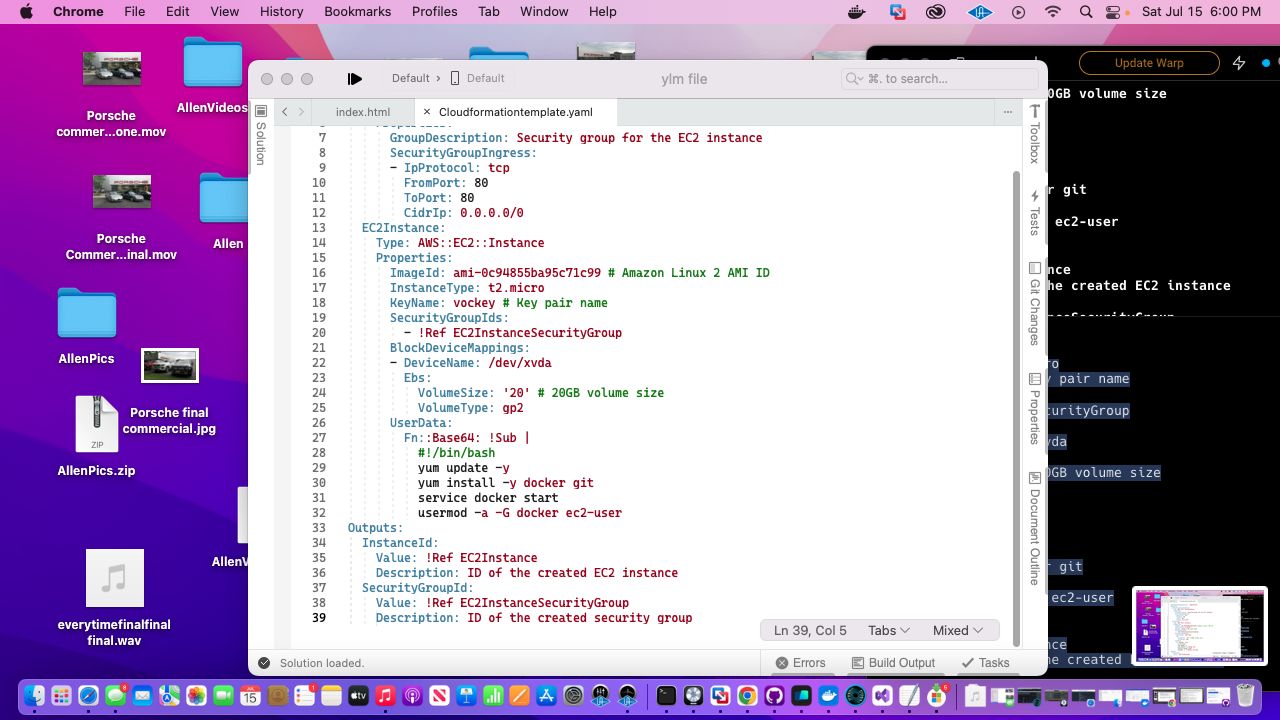 Chrome File Edit View History Bookmarks Profiles Tab Window Help Sat Jul 15 6:00 PM
Porsche
commer...one.mov
AllenVideos
Porsche
Commer...inal.mov
Allen
AllenPics
Porsche final
commercial.jpg
ZIP
AllenPics.zip
everytimefinalfinal
final.wav
Default › Default
ylm file
⌘. to search...
Update Warp
index.html
Cloudformationtemplate.yaml
Solution
7 GroupDescription: Security group for the EC2 instance
8 SecurityGroupIngress:
9 - IpProtocol: tcp
10 FromPort: 80
11 ToPort: 80
12 CidrIp: 0.0.0.0/0
13 EC2Instance:
14 Type: AWS::EC2::Instance
15 Properties:
16 ImageId: ami-0c94855ba95c71c99 # Amazon Linux 2 AMI ID
17 InstanceType: t2.micro
18 KeyName: vockey # Key pair name
19 SecurityGroupIds:
20 - !Ref EC2InstanceSecurityGroup
21 BlockDeviceMappings:
22 - DeviceName: /dev/xvda
23 Ebs:
24 VolumeSize: '20' # 20GB volume size
25 VolumeType: gp2
26 UserData:
27 Fn::Base64: !Sub |
28 #!/bin/bash
29 yum update -y
30 yum install -y docker git
31 service docker start
32 usermod -a -G docker ec2-user
33 Outputs:
34 InstanceId:
35 Value: !Ref EC2Instance
36 Description: ID of the created EC2 instance
37 SecurityGroupId:
38 Value: !Ref EC2InstanceSecurityGroup
39 Description: ID of the created security group
Ln 39, Col 5 Tabs Mixed
Solution loaded.
Errors Build Output Tasks
Toolbox
Tests
Git Changes
Properties
Document Outline
0GB volume size
r git
ec2-user
nce
he created EC2 instance
ro
y pair name
curityGroup
vda
0GB volume size
r git
ec2-user
nce
he created